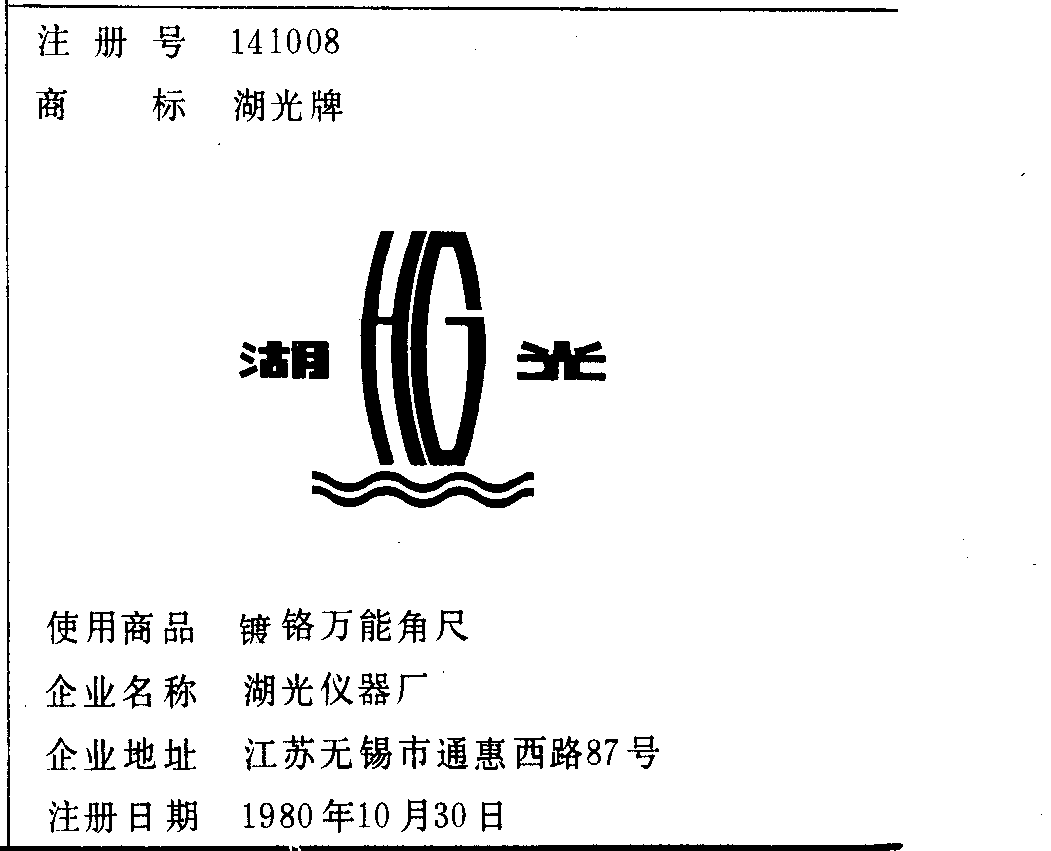 注册号 141008
商标 湖光牌
HG
湖 光
使用商品 镀铬万能角尺
企业名称 湖光仪器厂
企业地址 江苏无锡市通惠西路87号
注册日期 1980年10月30日